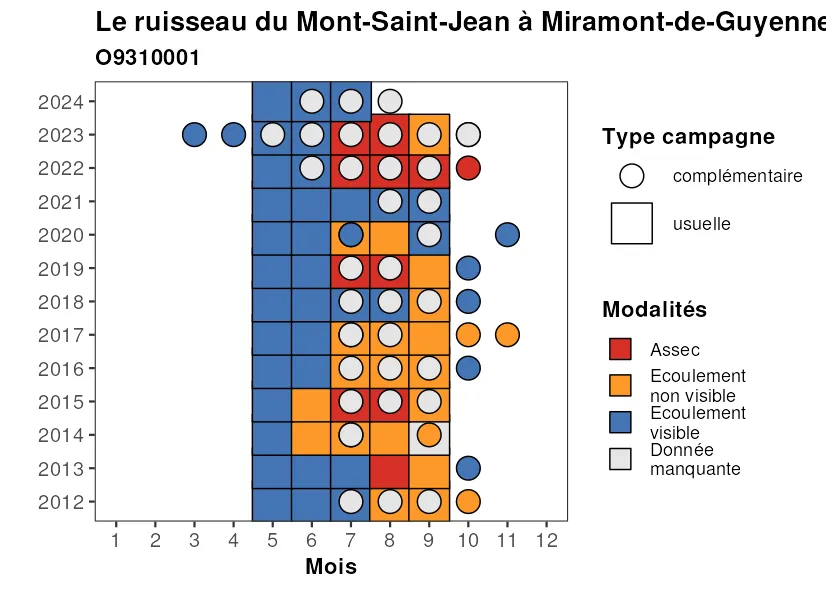 Le ruisseau du Mont-Saint-Jean à Miramont-de-Guyenne
O9310001
2024
2023
2022
2021
2020
2019
2018
2017
2016
2015
2014
2013
2012
1 2 3 4 5 6 7 8 9 10 11 12
Mois
Type campagne
complémentaire
usuelle
Modalités
Assec
Ecoulement
non visible
Ecoulement
visible
Donnée
manquante